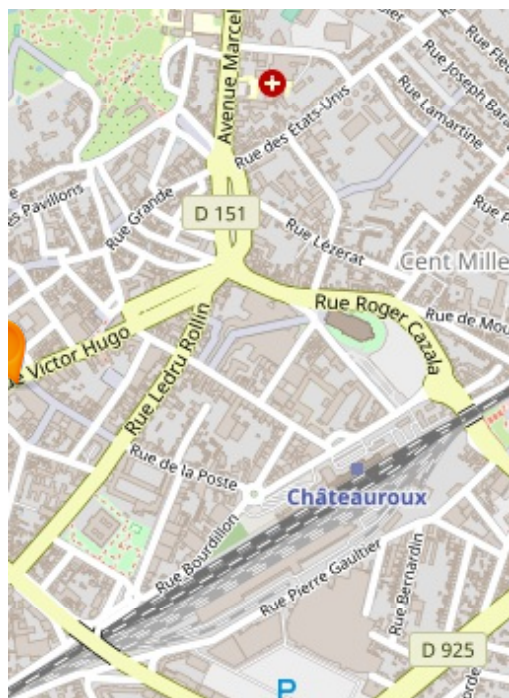 Avenue Marcel
Rue Joseph Bara
Rue Lamartine
Rue des États-Unis
es Pavillons
Rue Grande
D 151
Rue Lézerat
Cent Mille
Rue Roger Cazala
Rue de Mou
Victor Hugo
Rue Ledru Rollin
Rue de la Poste
Châteauroux
Rue Bourdillon
Rue Pierre Gaultier
Rue Bernardin
D 925
P